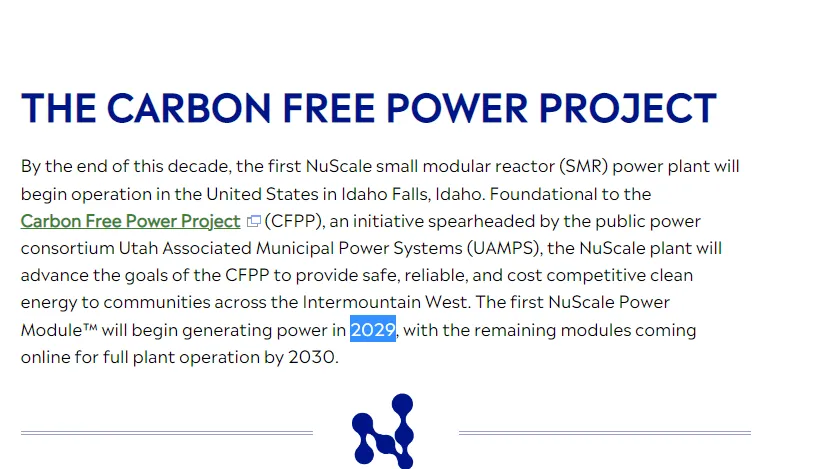 THE CARBON FREE POWER PROJECT
By the end of this decade, the first NuScale small modular reactor (SMR) power plant will
begin operation in the United States in Idaho Falls, Idaho. Foundational to the
Carbon Free Power Project (CFPP), an initiative spearheaded by the public power
consortium Utah Associated Municipal Power Systems (UAMPS), the NuScale plant will
advance the goals of the CFPP to provide safe, reliable, and cost competitive clean
energy to communities across the Intermountain West. The first NuScale Power
Module™ will begin generating power in 2029, with the remaining modules coming
online for full plant operation by 2030.